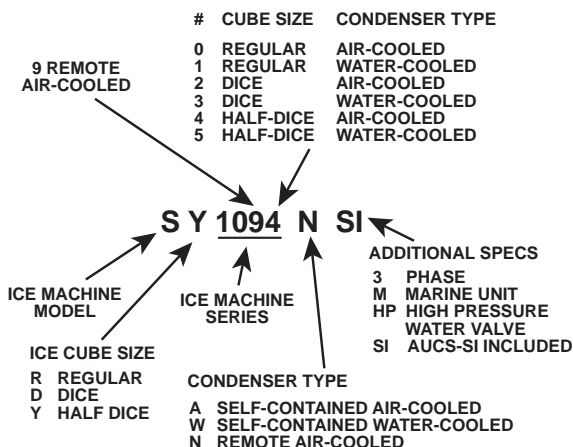 # CUBE SIZE CONDENSER TYPE
0 REGULAR AIR-COOLED
1 REGULAR WATER-COOLED
2 DICE AIR-COOLED
3 DICE WATER-COOLED
4 HALF-DICE AIR-COOLED
5 HALF-DICE WATER-COOLED
9 REMOTE
AIR-COOLED
S Y 1094 N SI
ICE MACHINE
MODEL
ICE MACHINE
SERIES
ADDITIONAL SPECS
3 PHASE
M MARINE UNIT
HP HIGH PRESSURE
WATER VALVE
SI AUCS-SI INCLUDED
ICE CUBE SIZE
R REGULAR
D DICE
Y HALF DICE
CONDENSER TYPE
A SELF-CONTAINED AIR-COOLED
W SELF-CONTAINED WATER-COOLED
N REMOTE AIR-COOLED